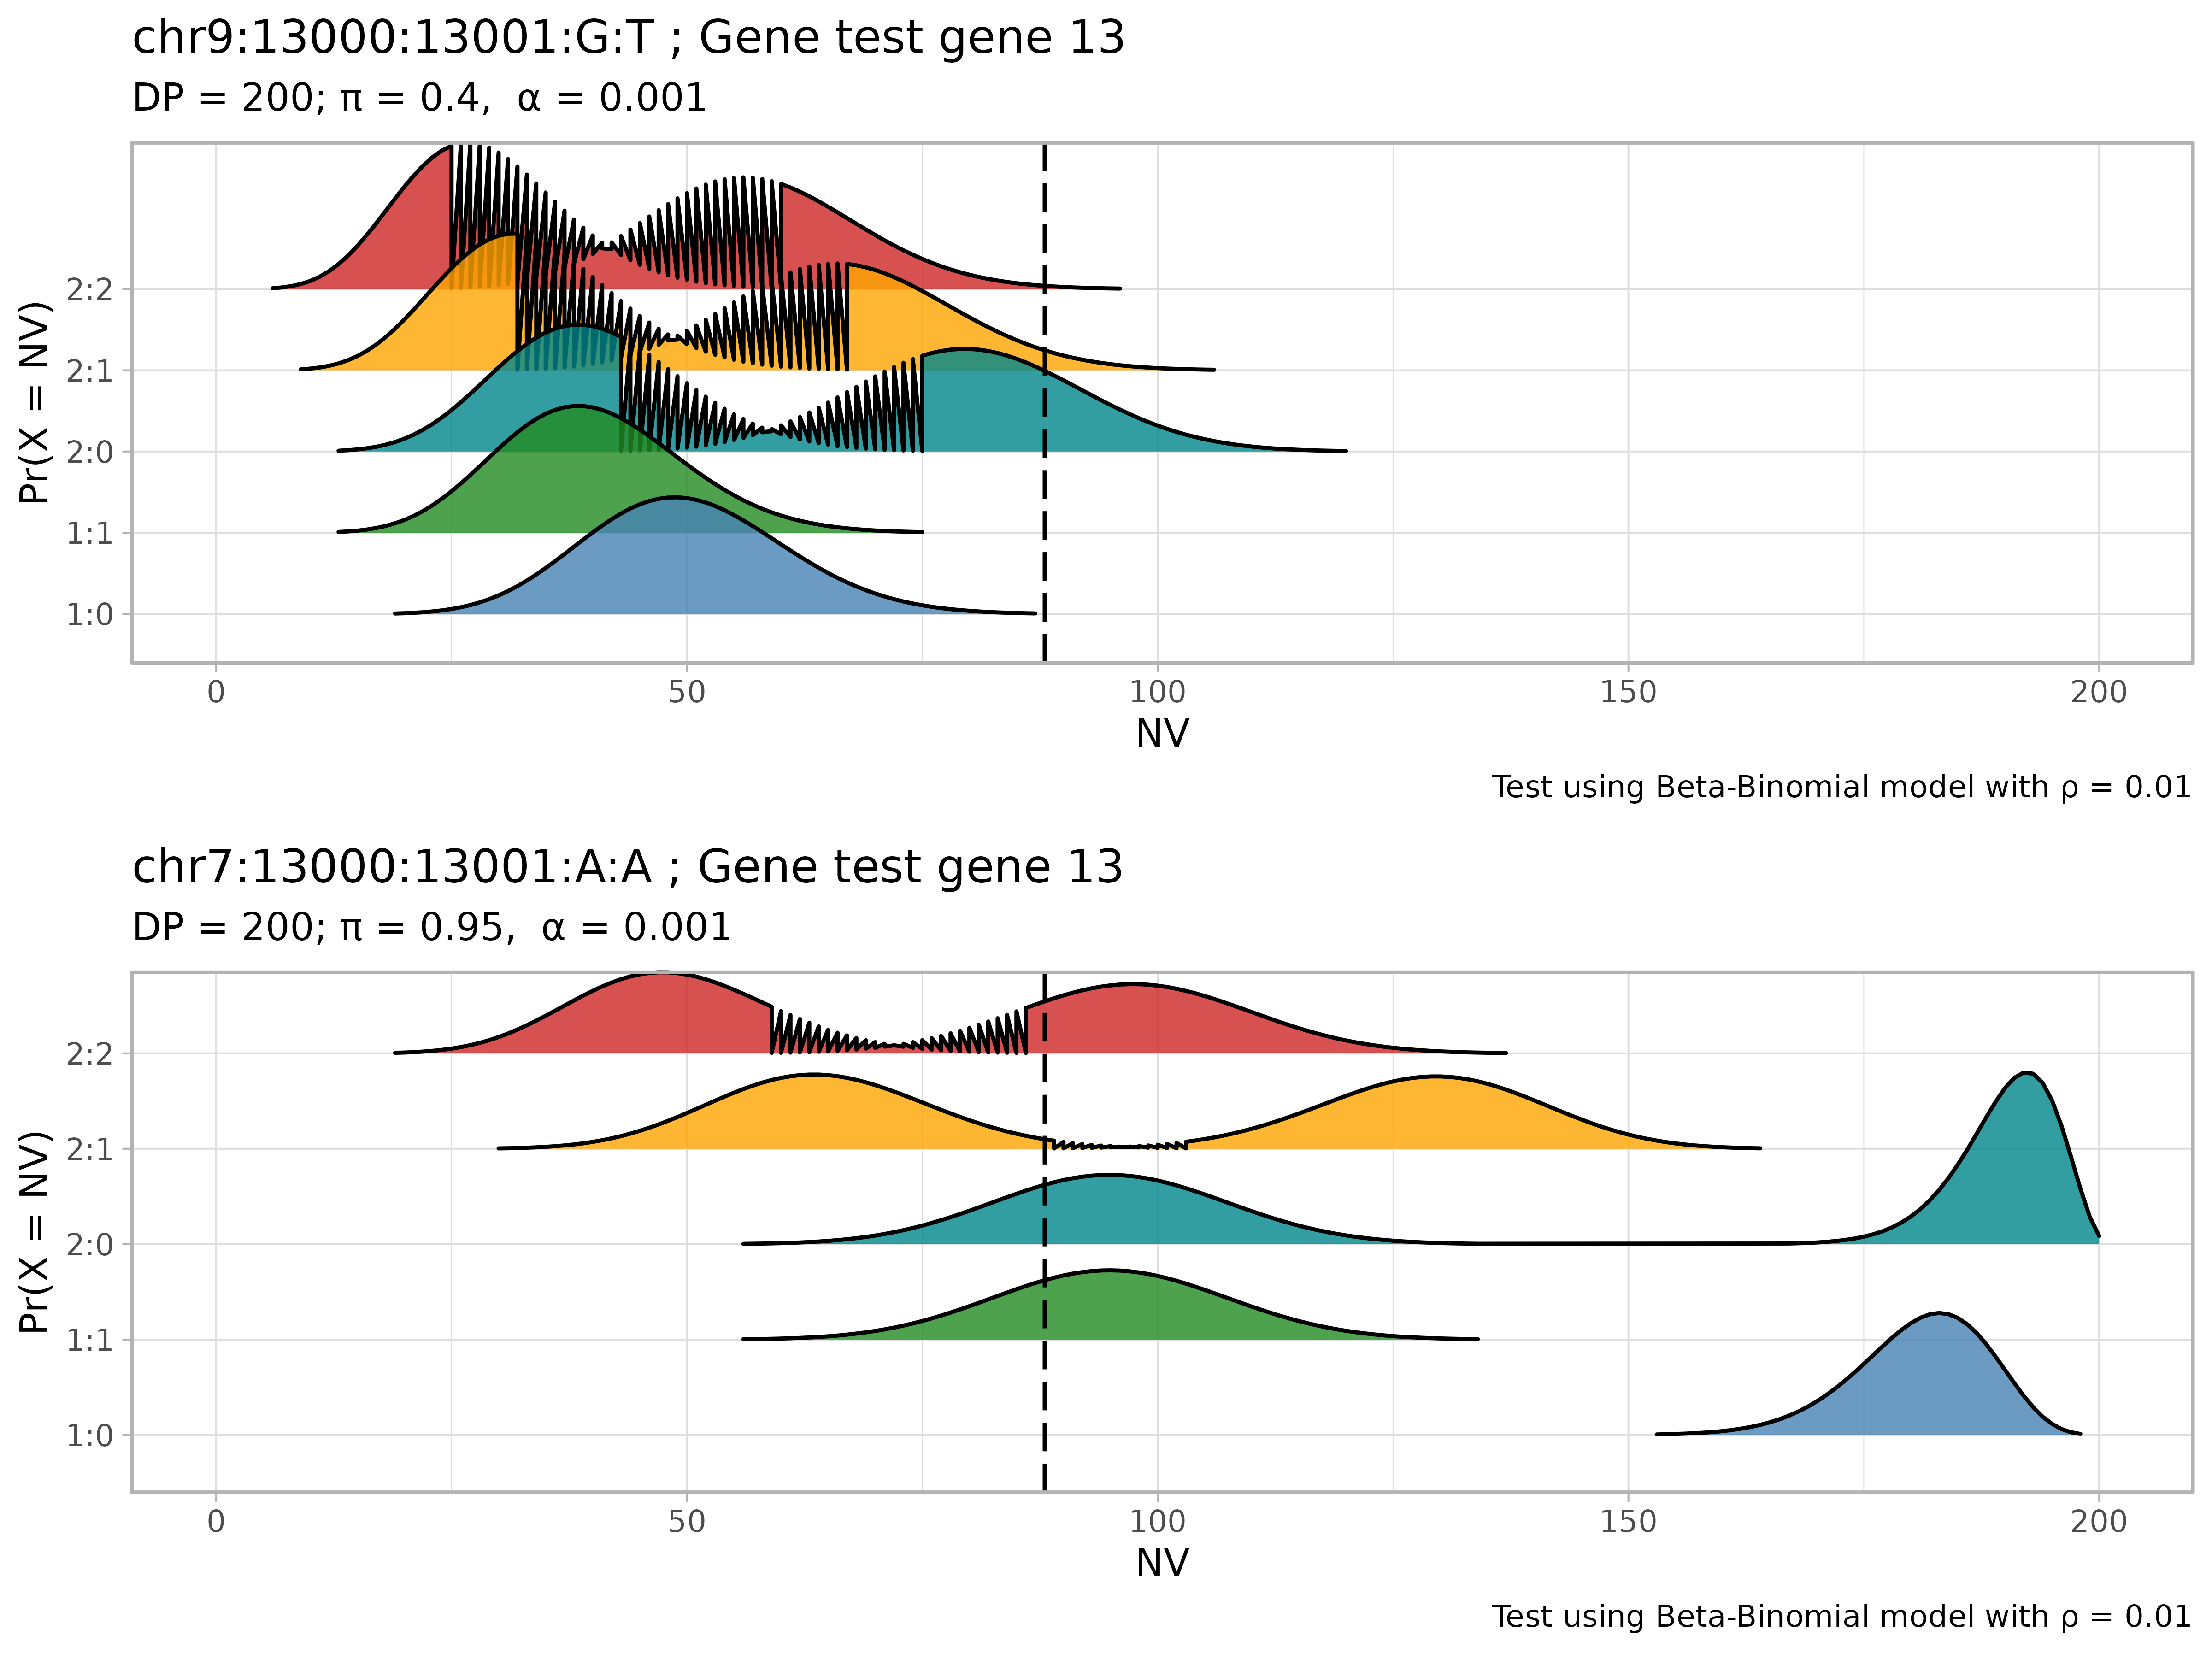 chr9:13000:13001:G:T ; Gene test gene 13
DP = 200; π = 0.4,  α = 0.001
Pr(X = NV)
2:2
2:1
2:0
1:1
1:0
0 50 100 150 200
NV
Test using Beta-Binomial model with ρ = 0.01
chr7:13000:13001:A:A ; Gene test gene 13
DP = 200; π = 0.95,  α = 0.001
Pr(X = NV)
2:2
2:1
2:0
1:1
1:0
0 50 100 150 200
NV
Test using Beta-Binomial model with ρ = 0.01